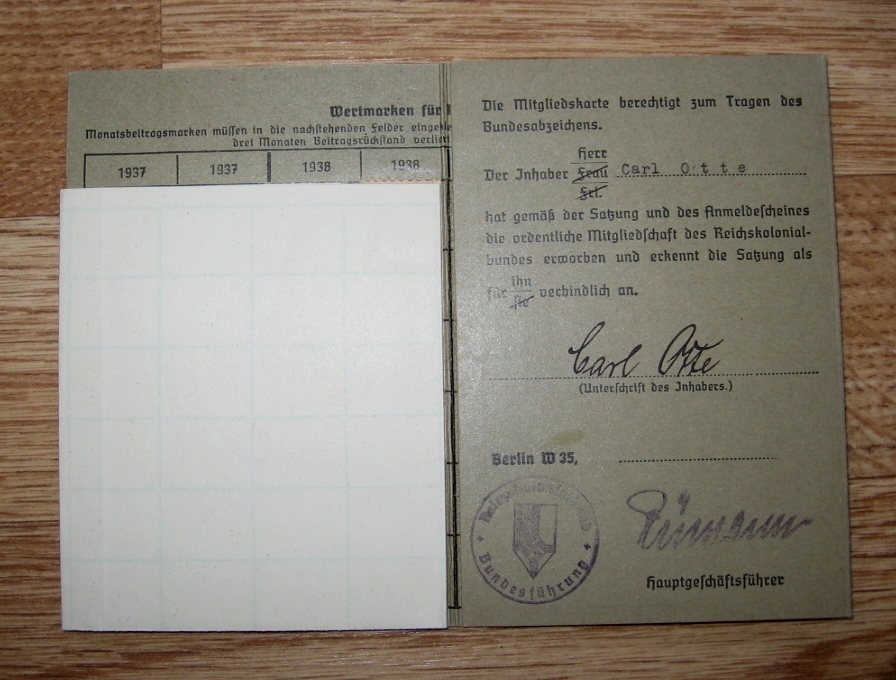 Wertmarken für
Monatsbeitragsmarken müssen in die nachstehenden Felder
drei Monaten Beitragsrückstand
1937 1937 1938 1938
Die Mitgliedskarte berechtigt zum Tragen des
Bundesabzeichens.
Herr
Der Inhaber Frau Carl Otte
Frl.
hat gemäß der Satzung und des Anmeldescheines
die ordentliche Mitgliedschaft des Reichskolonial-
bundes erworben und erkennt die Satzung als
ihn
für sie verbindlich an.
Carl Otte
(Unterschrift des Inhabers.)
Berlin W 35,
Reichskolonialbund
Bundesführung
Hauptgeschäftsführer